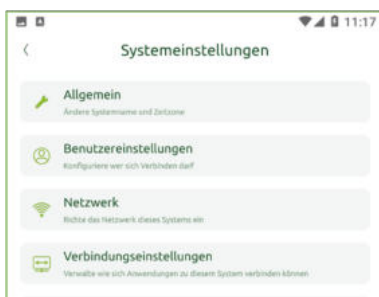 11:17
Systemeinstellungen
Allgemein
Ändere Systemname und Zeitzone
Benutzereinstellungen
Konfiguriere wer sich Verbinden darf
Netzwerk
Richte das Netzwerk dieses Systems ein
Verbindungseinstellungen
Verwalte wie sich Anwendungen zu diesem System verbinden können